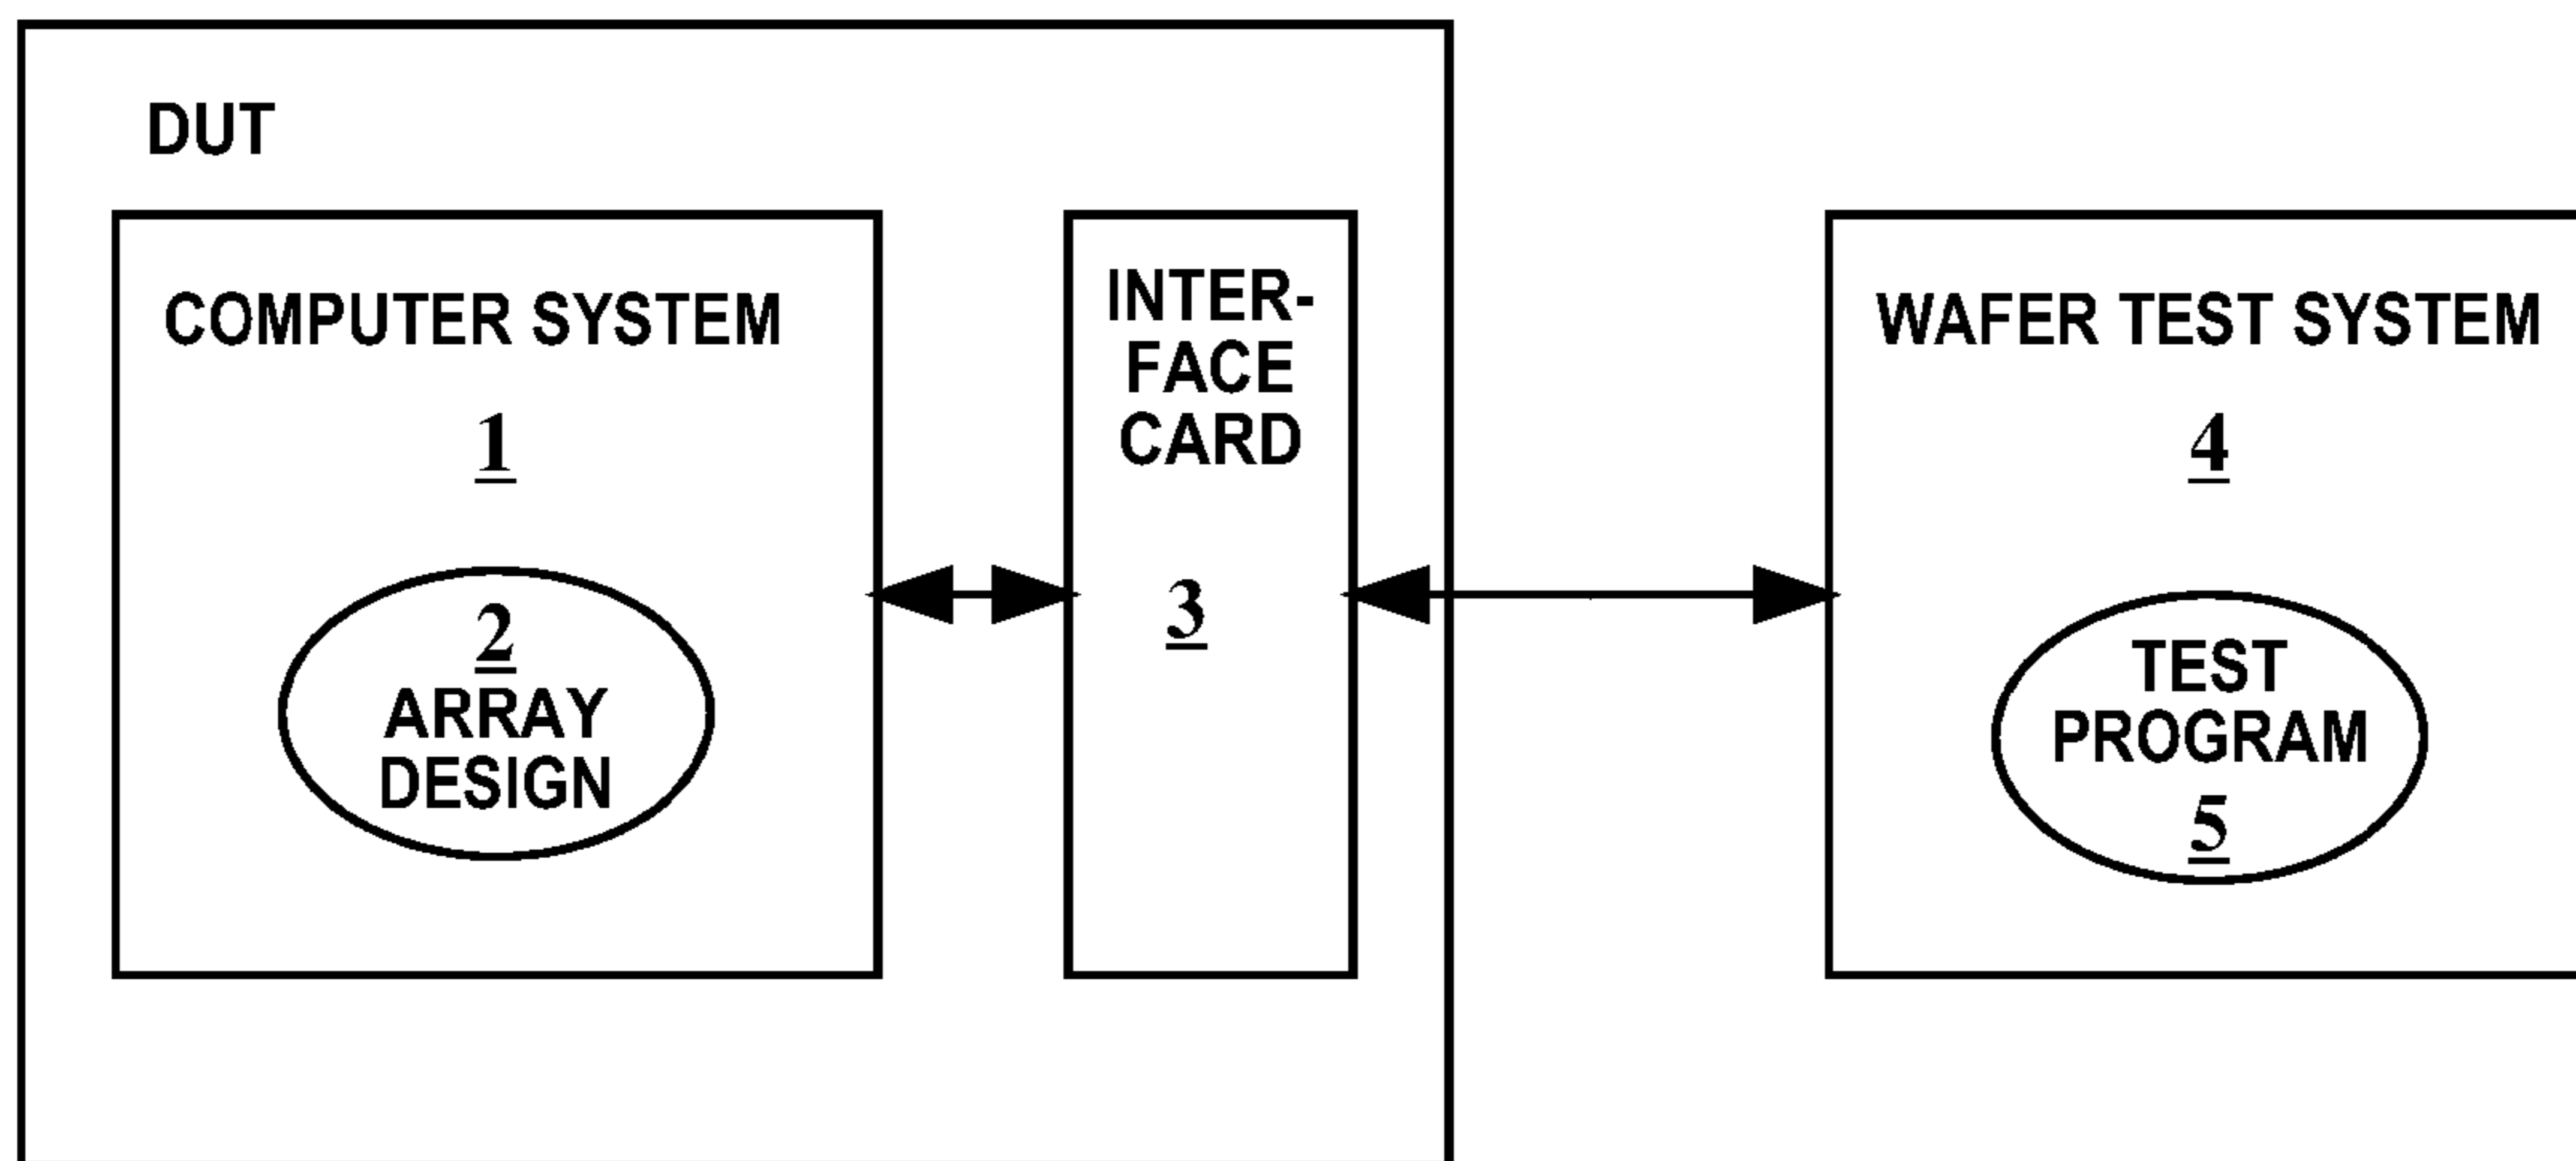 DUT
COMPUTER SYSTEM
1
2
ARRAY
DESIGN
INTER-
FACE
CARD
3
WAFER TEST SYSTEM
4
TEST
PROGRAM
5